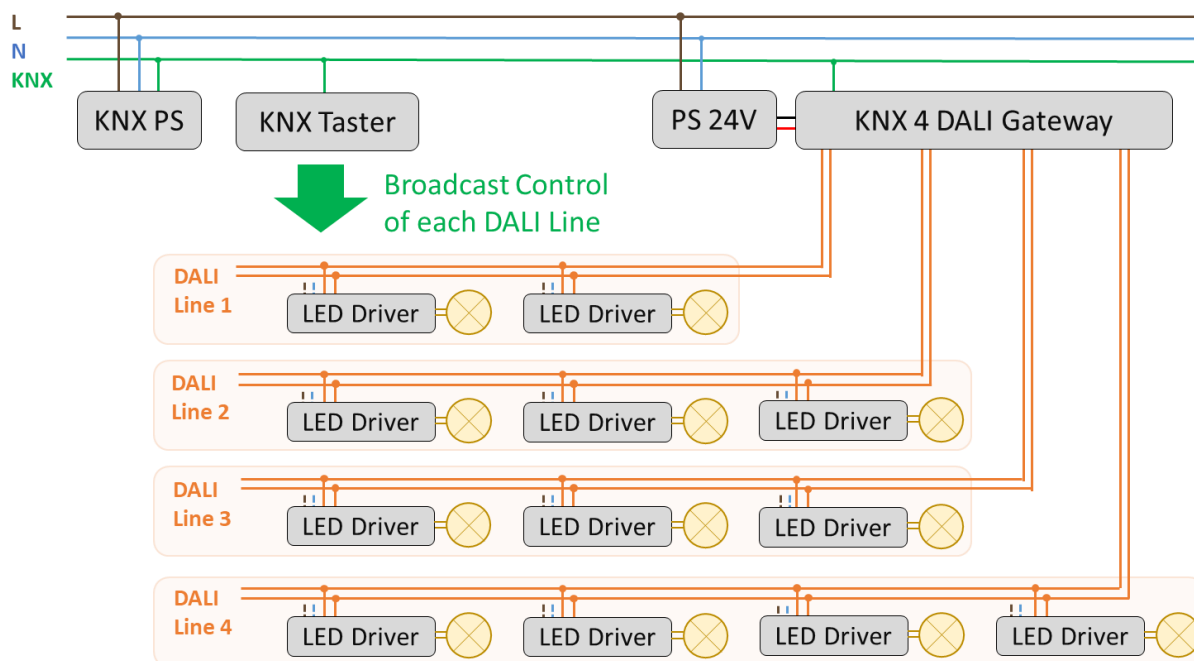 L
N
KNX
KNX PS
KNX Taster
PS 24V
KNX 4 DALI Gateway
Broadcast Control
of each DALI Line
DALI
Line 1
LED Driver
LED Driver
DALI
Line 2
LED Driver
LED Driver
LED Driver
DALI
Line 3
LED Driver
LED Driver
LED Driver
DALI
Line 4
LED Driver
LED Driver
LED Driver
LED Driver